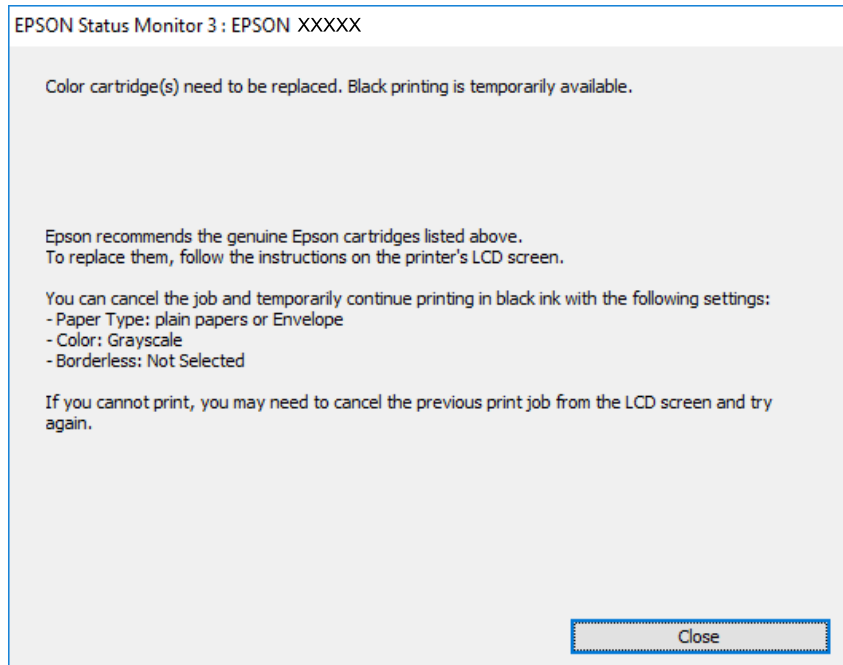 EPSON Status Monitor 3 : EPSON XXXXX
Color cartridge(s) need to be replaced. Black printing is temporarily available.
Epson recommends the genuine Epson cartridges listed above.
To replace them, follow the instructions on the printer's LCD screen.
You can cancel the job and temporarily continue printing in black ink with the following settings:
- Paper Type: plain papers or Envelope
- Color: Grayscale
- Borderless: Not Selected
If you cannot print, you may need to cancel the previous print job from the LCD screen and try
again.
Close